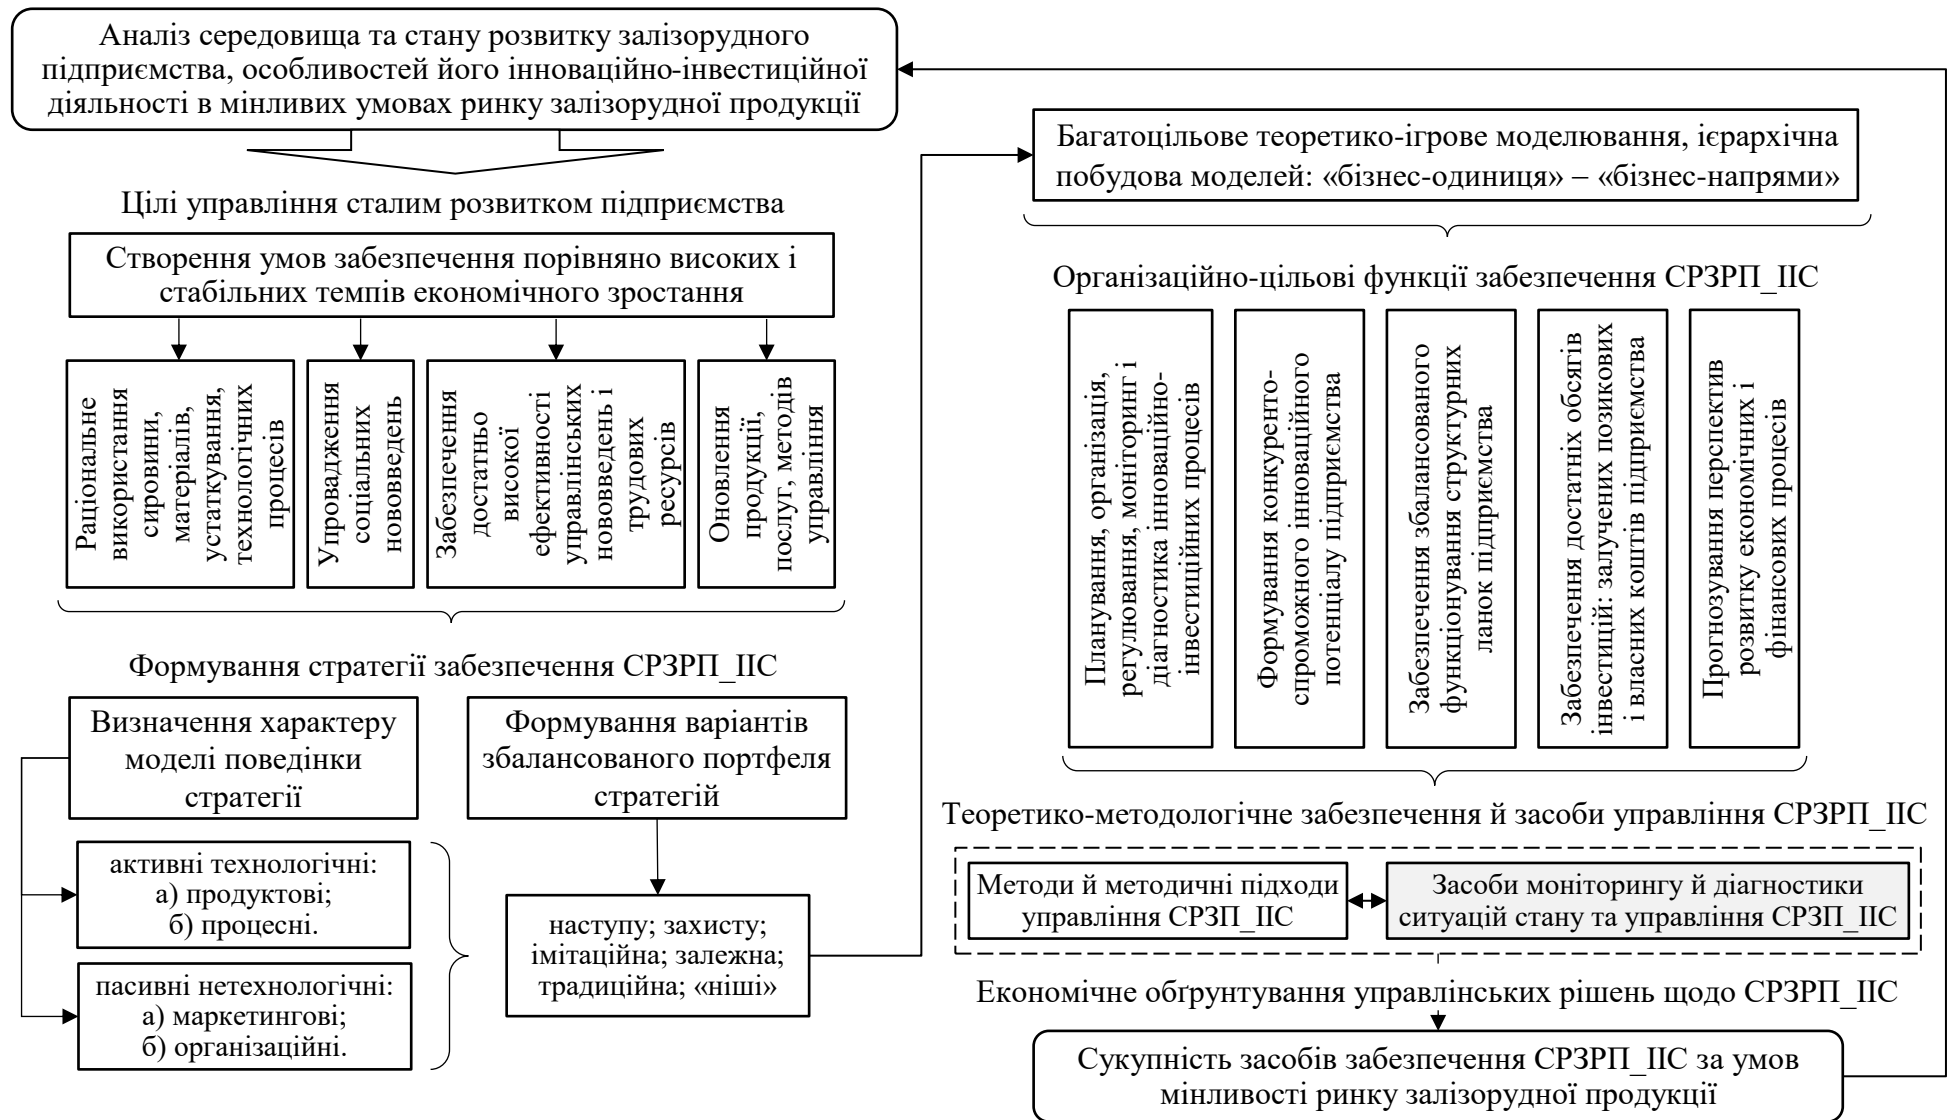 Аналіз середовища та стану розвитку залізорудного
підприємства, особливостей його інноваційно-інвестиційної
діяльності в мінливих умовах ринку залізорудної продукції
Цілі управління сталим розвитком підприємства
Створення умов забезпечення порівняно високих і
стабільних темпів економічного зростання
Раціональне
використання
сировини,
матеріалів,
устаткування,
технологічних
процесів
Упровадження
соціальних
нововведень
Забезпечення
достатньо
високої
ефективності
управлінських
нововведень і
трудових
ресурсів
Оновлення
продукції,
послуг, методів
управління
Формування стратегії забезпечення СРЗРП_ІІС
Визначення характеру
моделі поведінки
стратегії
Формування варіантів
збалансованого портфеля
стратегій
активні технологічні:
а) продуктові;
б) процесні.
пасивні нетехнологічні:
а) маркетингові;
б) організаційні.
наступу; захисту;
імітаційна; залежна;
традиційна; «ніші»
Багатоцільове теоретико-ігрове моделювання, ієрархічна
побудова моделей: «бізнес-одиниця» – «бізнес-напрями»
Організаційно-цільові функції забезпечення СРЗРП_ІІС
Планування, організація,
регулювання, моніторинг і
діагностика інноваційно-
інвестиційних процесів
Формування конкуренто-
спроможного інноваційного
потенціалу підприємства
Забезпечення збалансованого
функціонування структурних
ланок підприємства
Забезпечення достатніх обсягів
інвестицій: залучених позикових
і власних коштів підприємства
Прогнозування перспектив
розвитку економічних і
фінансових процесів
Теоретико-методологічне забезпечення й засоби управління СРЗРП_ІІС
Методи й методичні підходи
управління СРЗП_ІІС
Засоби моніторингу й діагностики
ситуацій стану та управління СРЗП_ІІС
Економічне обґрунтування управлінських рішень щодо СРЗРП_ІІС
Сукупність засобів забезпечення СРЗРП_ІІС за умов
мінливості ринку залізорудної продукції